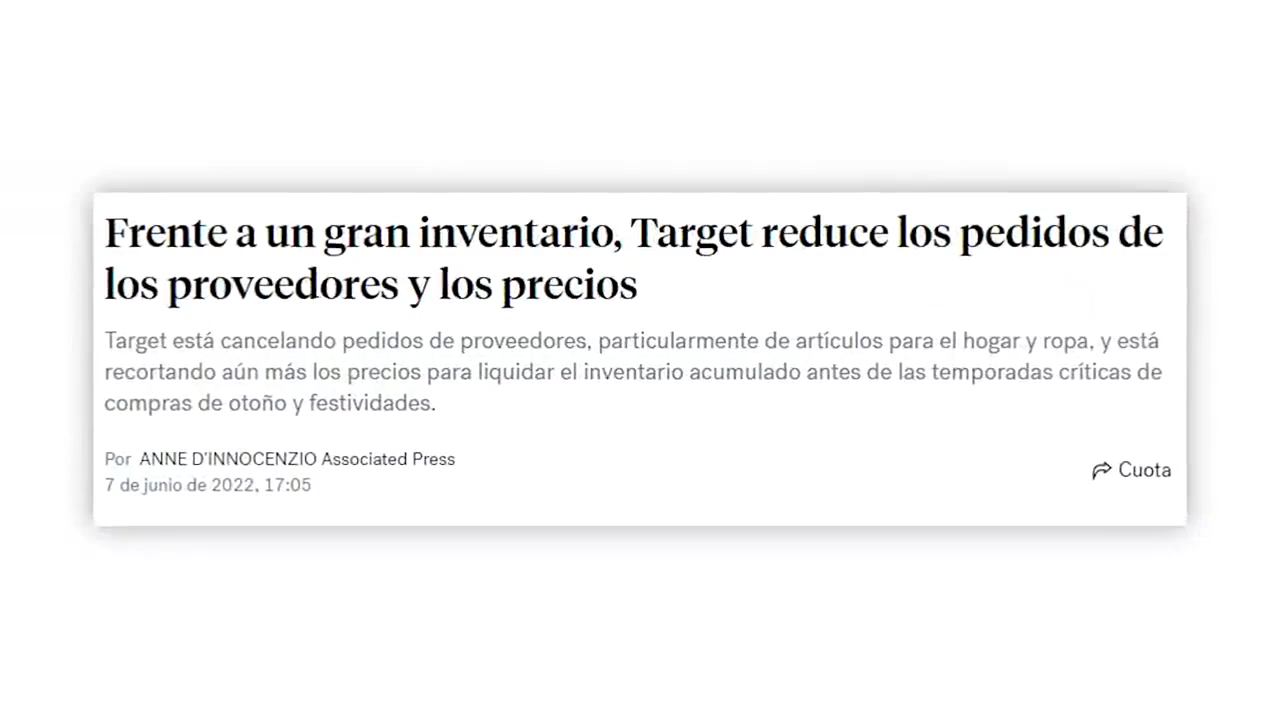 Frente a un gran inventario, Target reduce los pedidos de
los proveedores y los precios
Target está cancelando pedidos de proveedores, particularmente de artículos para el hogar y ropa, y está
recortando aún más los precios para liquidar el inventario acumulado antes de las temporadas críticas de
compras de otoño y festividades.
Por ANNE D'INNOCENZIO Associated Press
7 de junio de 2022, 17:05
Cuota